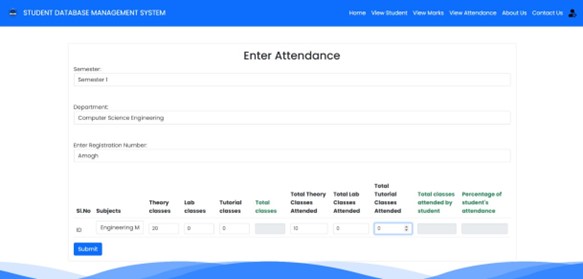 STUDENT DATABASE MANAGEMENT SYSTEM
Home View Student View Marks View Attendance About Us Contact Us
Enter Attendance
Semester:
Semester 1
Department:
Computer Science Engineering
Enter Registration Number:
Amogh
Sl.No Subjects Theory classes Lab classes Tutorial classes Total classes Total Theory Classes Attended Total Lab Classes Attended Total Tutorial Classes Attended Total classes attended by student Percentage of student's attendance
ID: Engineering M 20 0 0 10 0 0
Submit